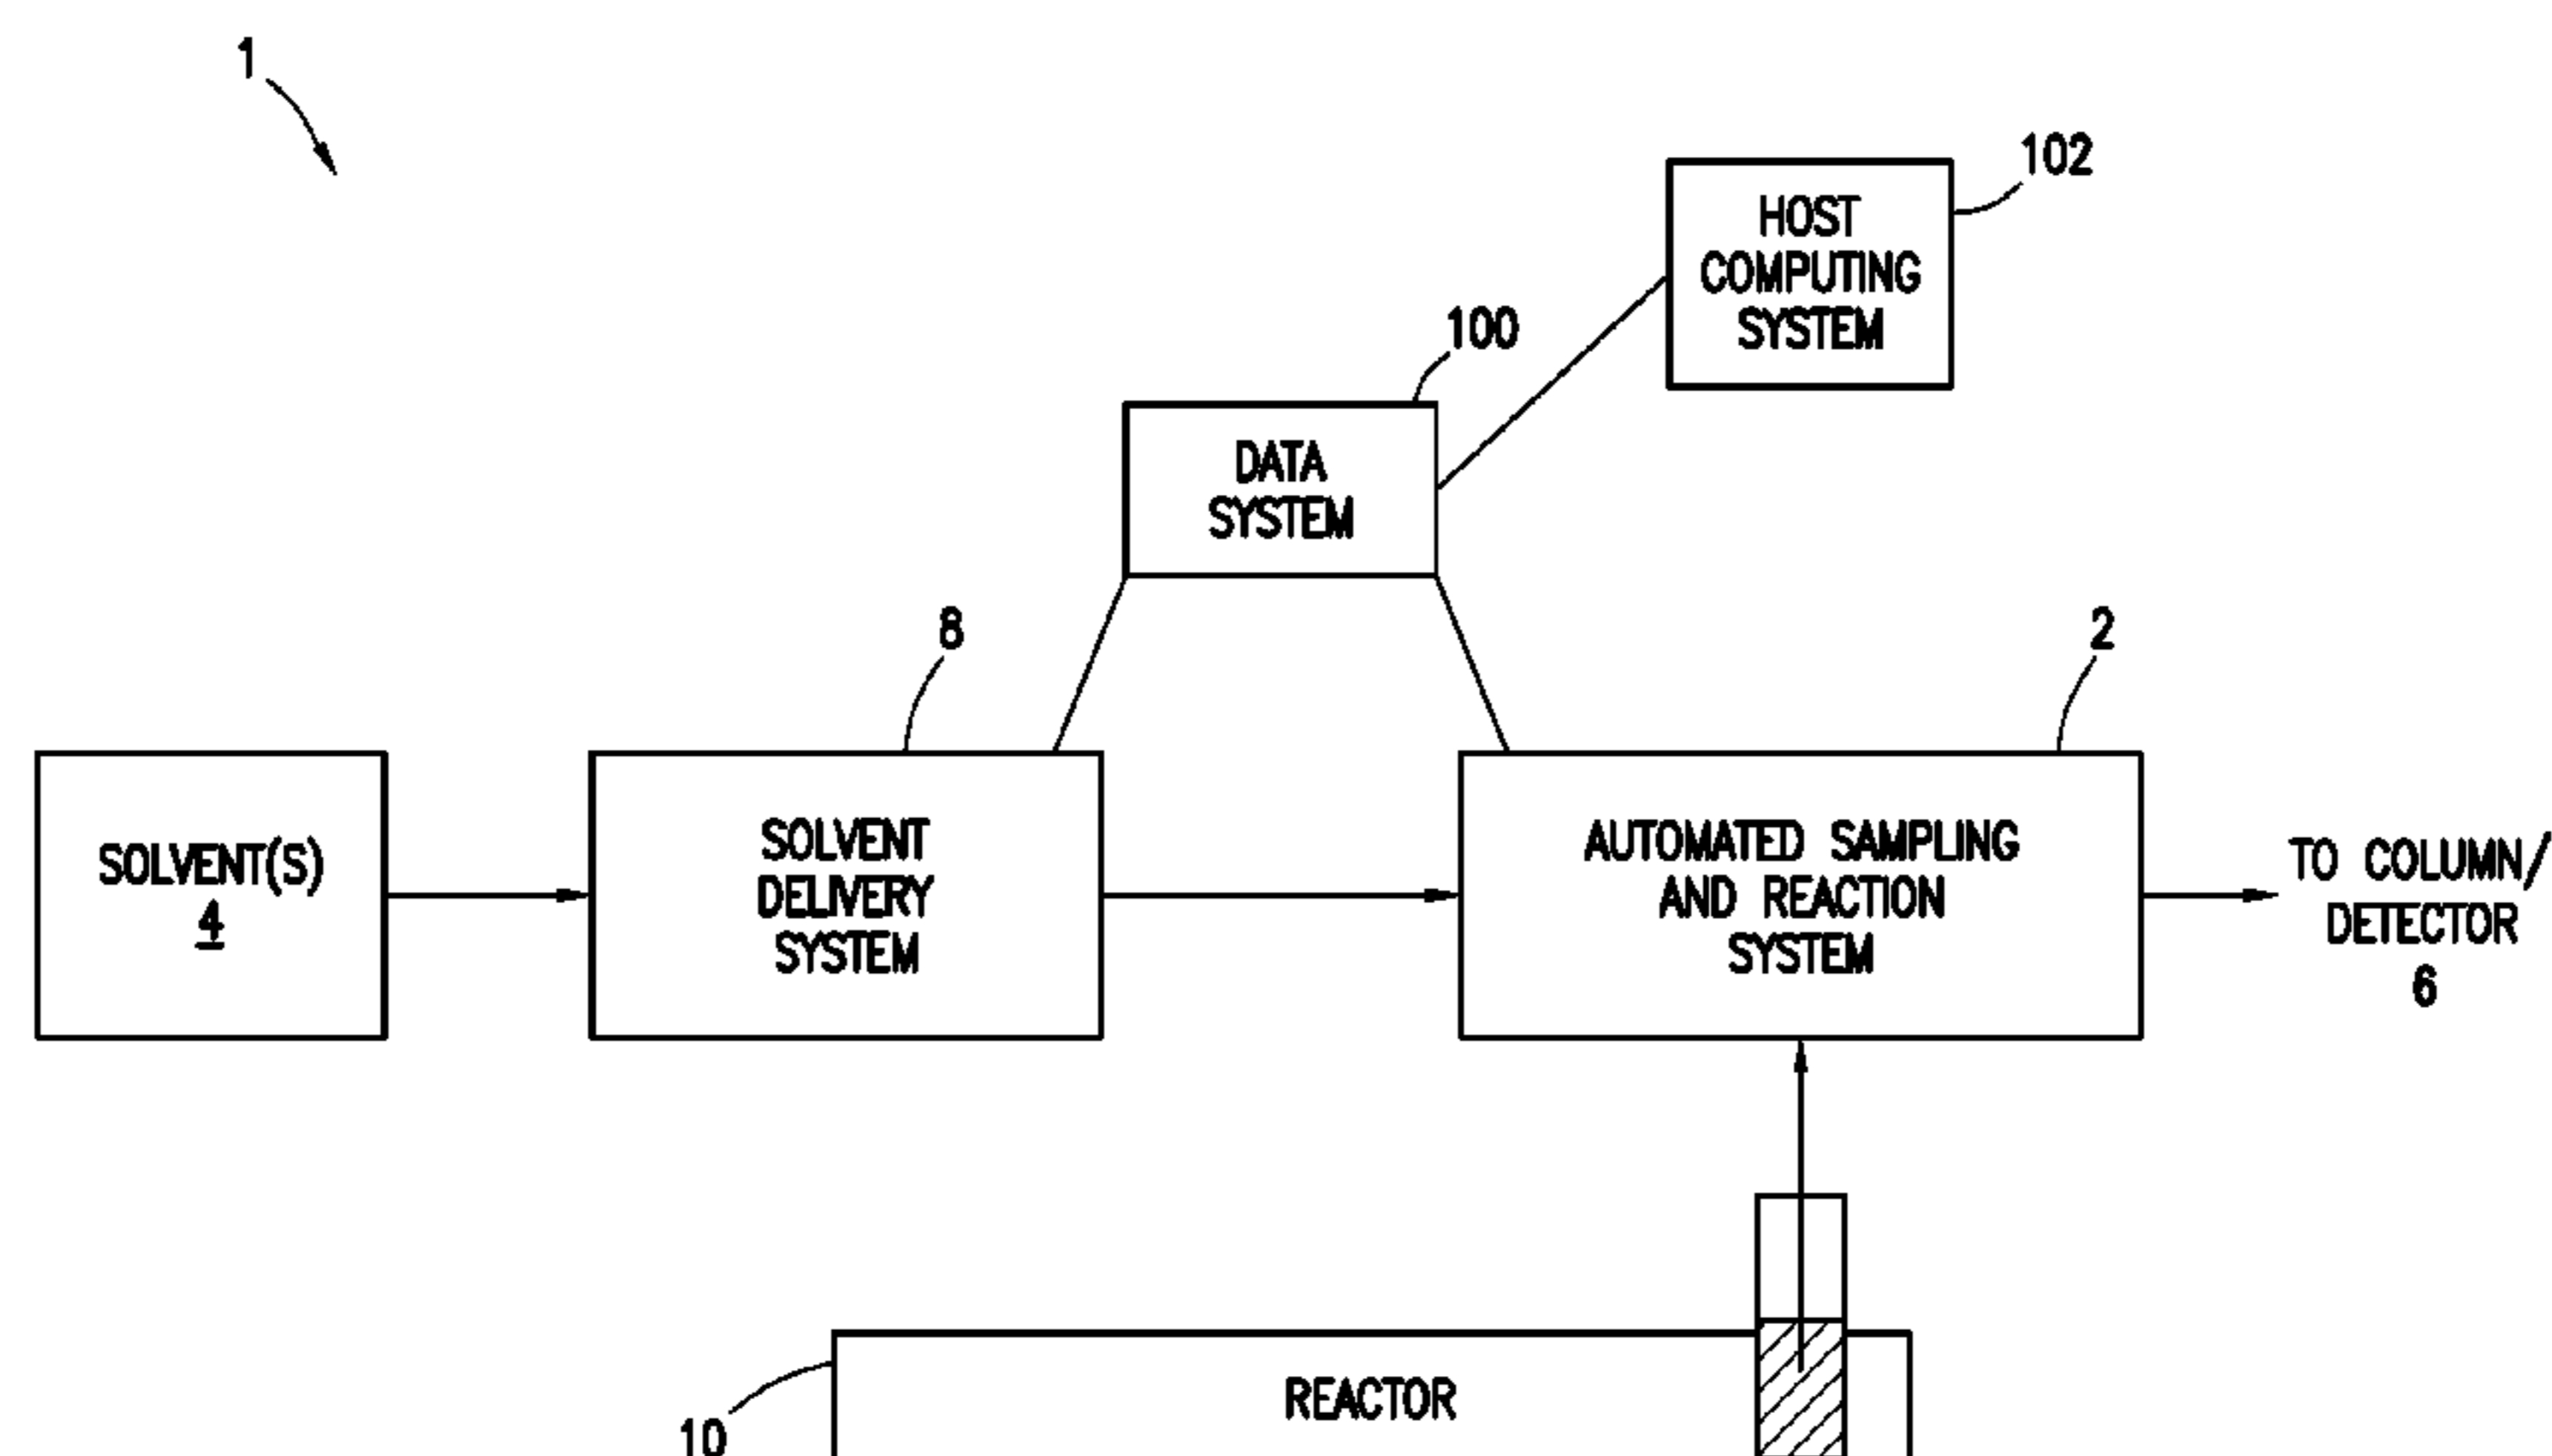 1
102
HOST
COMPUTING
SYSTEM
100
DATA
SYSTEM
8
2
SOLVENT(S)
4
SOLVENT
DELIVERY
SYSTEM
AUTOMATED SAMPLING
AND REACTION
SYSTEM
TO COLUMN/
DETECTOR
6
REACTOR
10